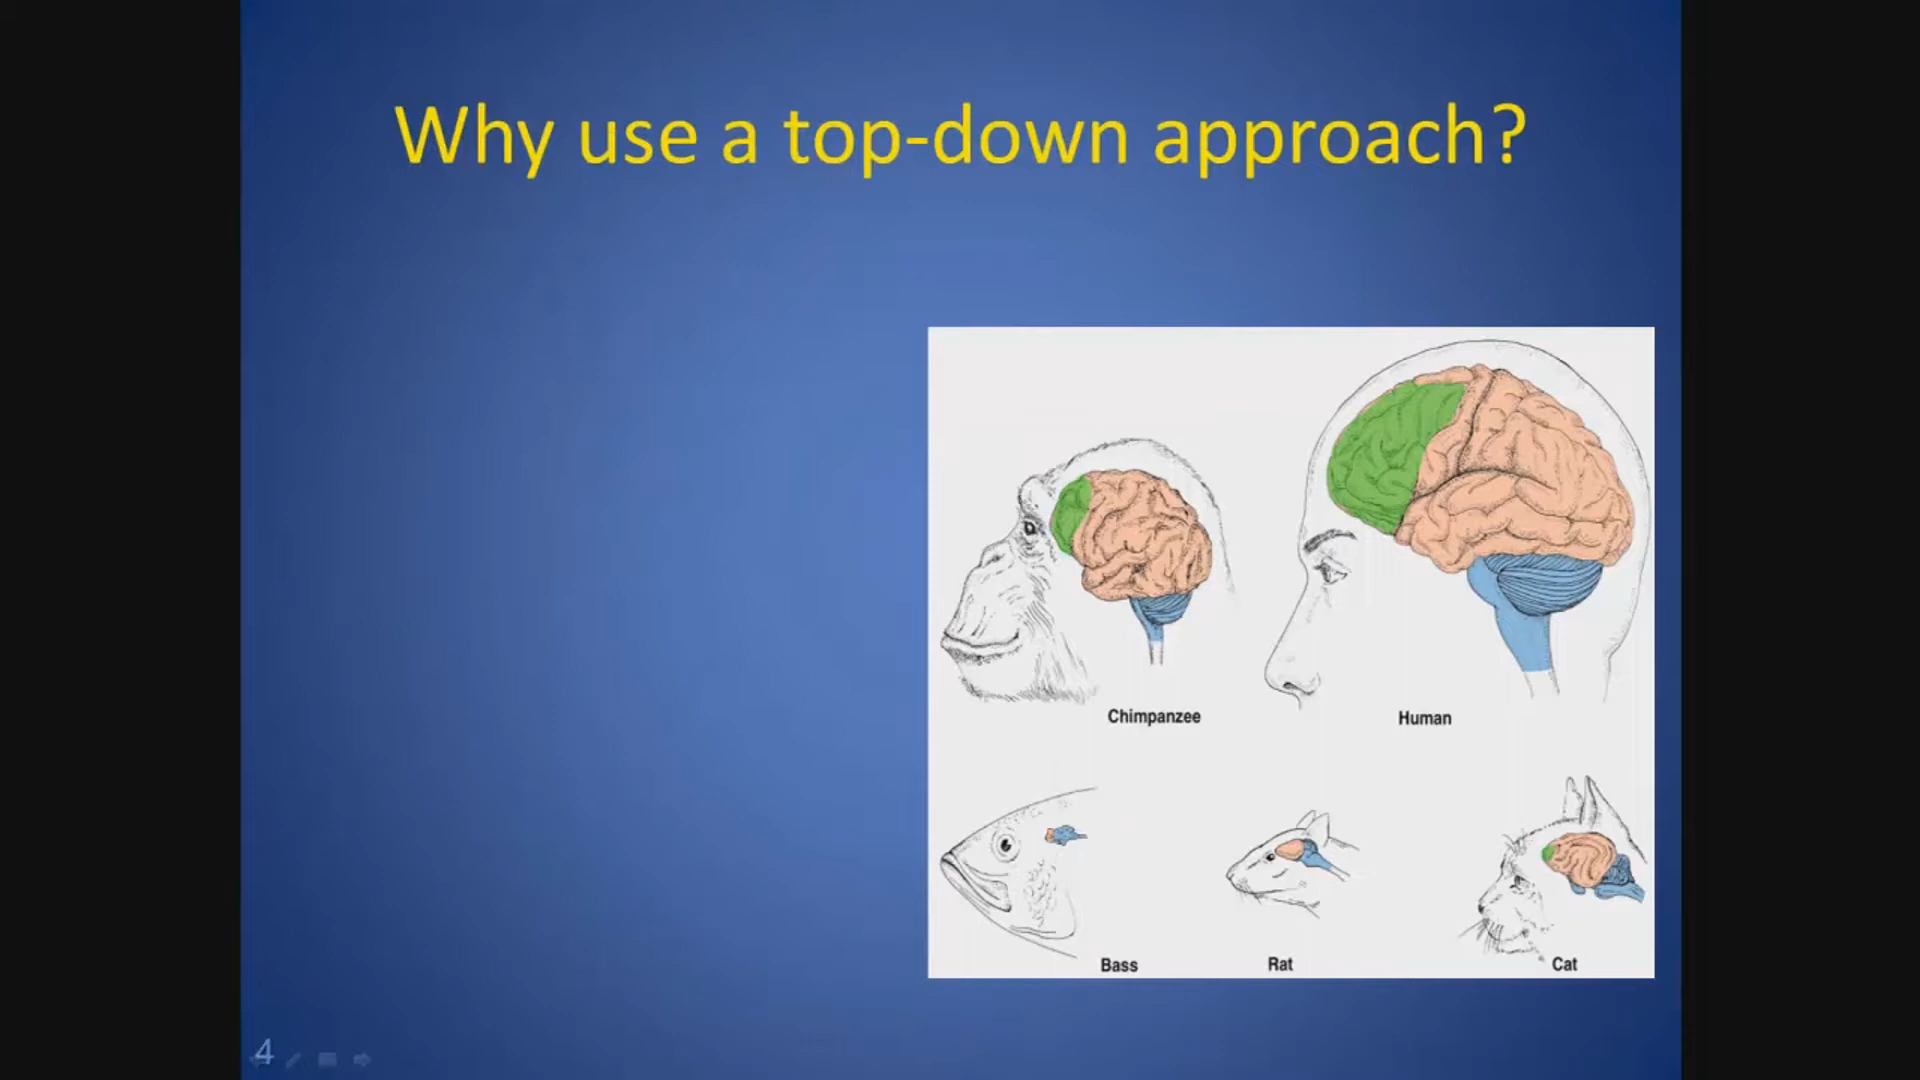 Why use a top-down approach?
Chimpanzee
Human
Bass
Rat
Cat
4